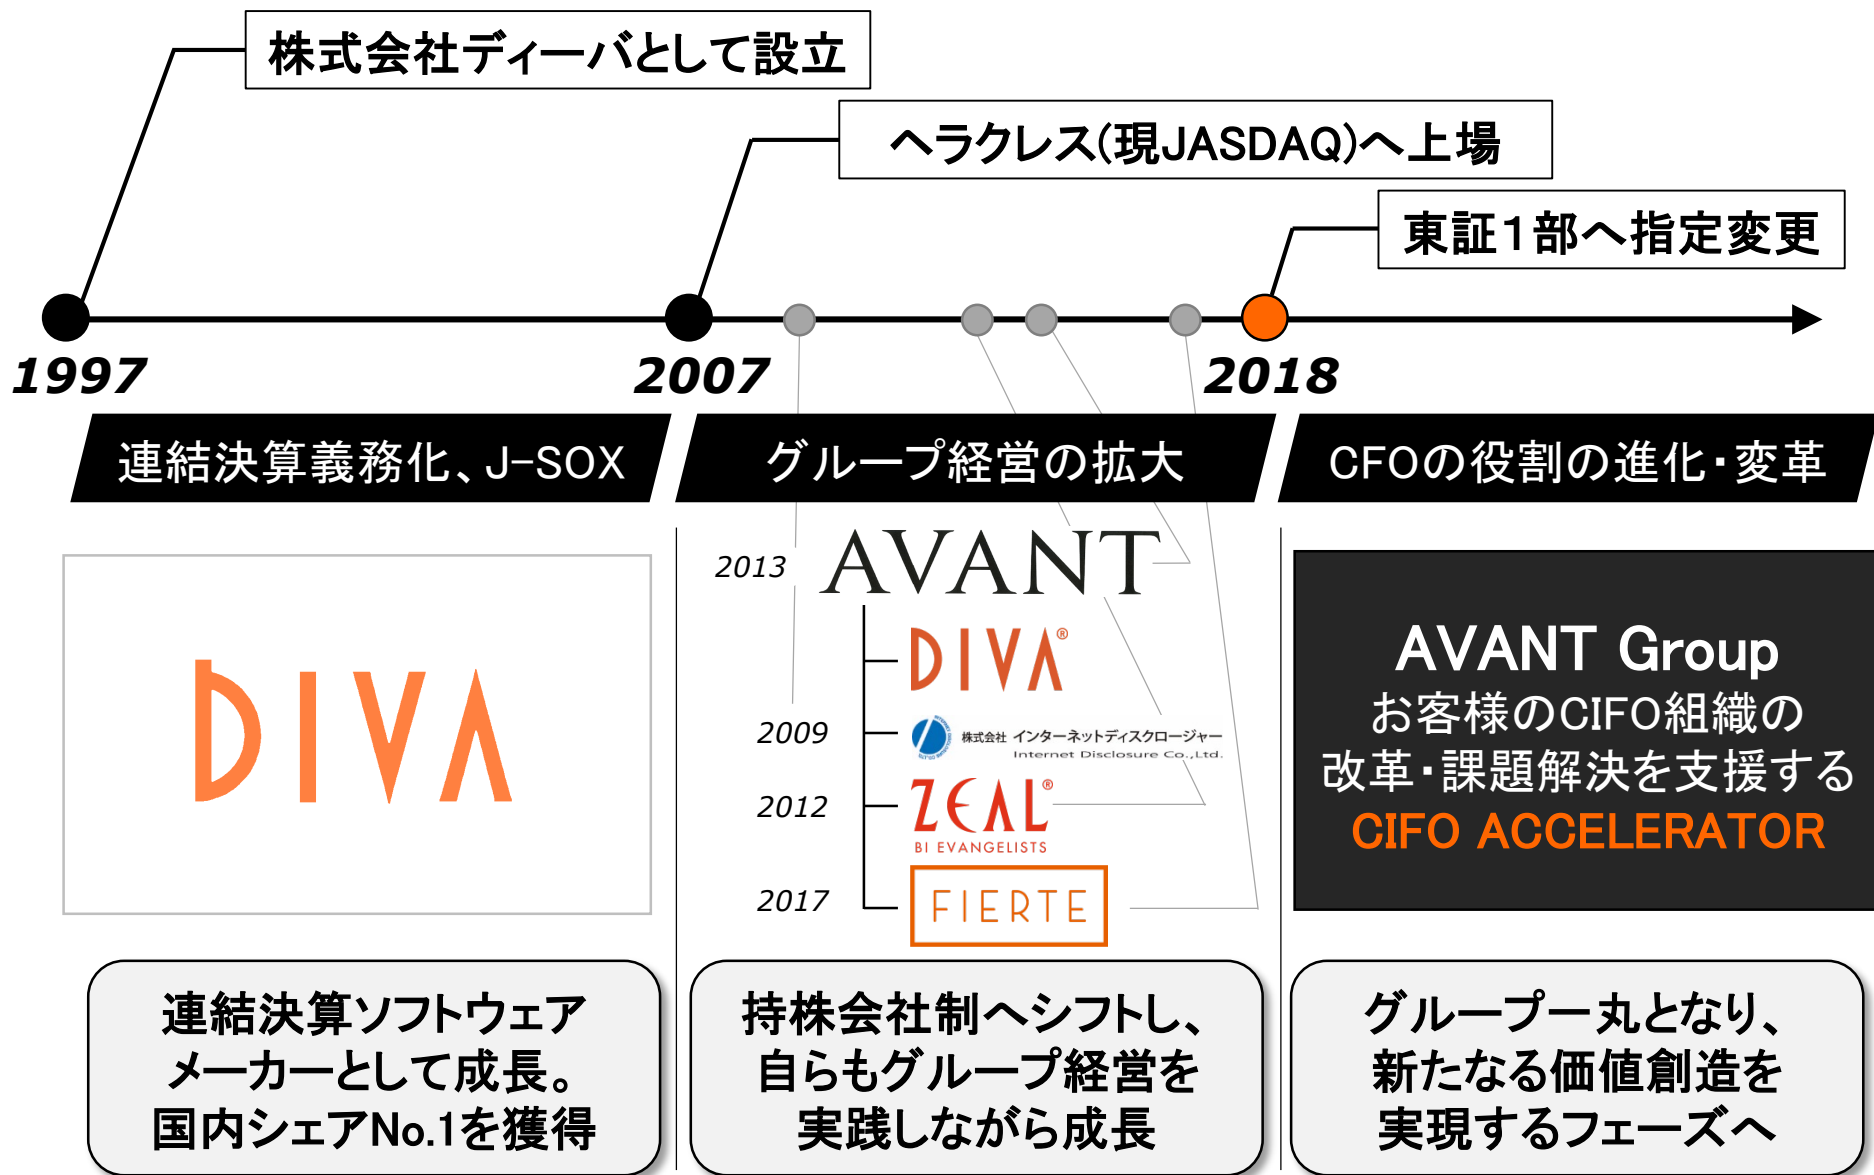 株式会社ディーバとして設立
ヘラクレス(現JASDAQ)へ上場
東証1部へ指定変更
1997
2007
2018
連結決算義務化、J-SOX
グループ経営の拡大
CFOの役割の進化・変革
DIVA
2013
AVANT
DIVA®
2009
株式会社 インターネットディスクロージャー
Internet Disclosure Co.,Ltd.
2012
ZEAL®
BI EVANGELISTS
2017
FIERTE
AVANT Group
お客様のCIFO組織の
改革・課題解決を支援する
CIFO ACCELERATOR
連結決算ソフトウェア
メーカーとして成長。
国内シェアNo.1を獲得
持株会社制へシフトし、
自らもグループ経営を
実践しながら成長
グループ一丸となり、
新たなる価値創造を
実現するフェーズへ